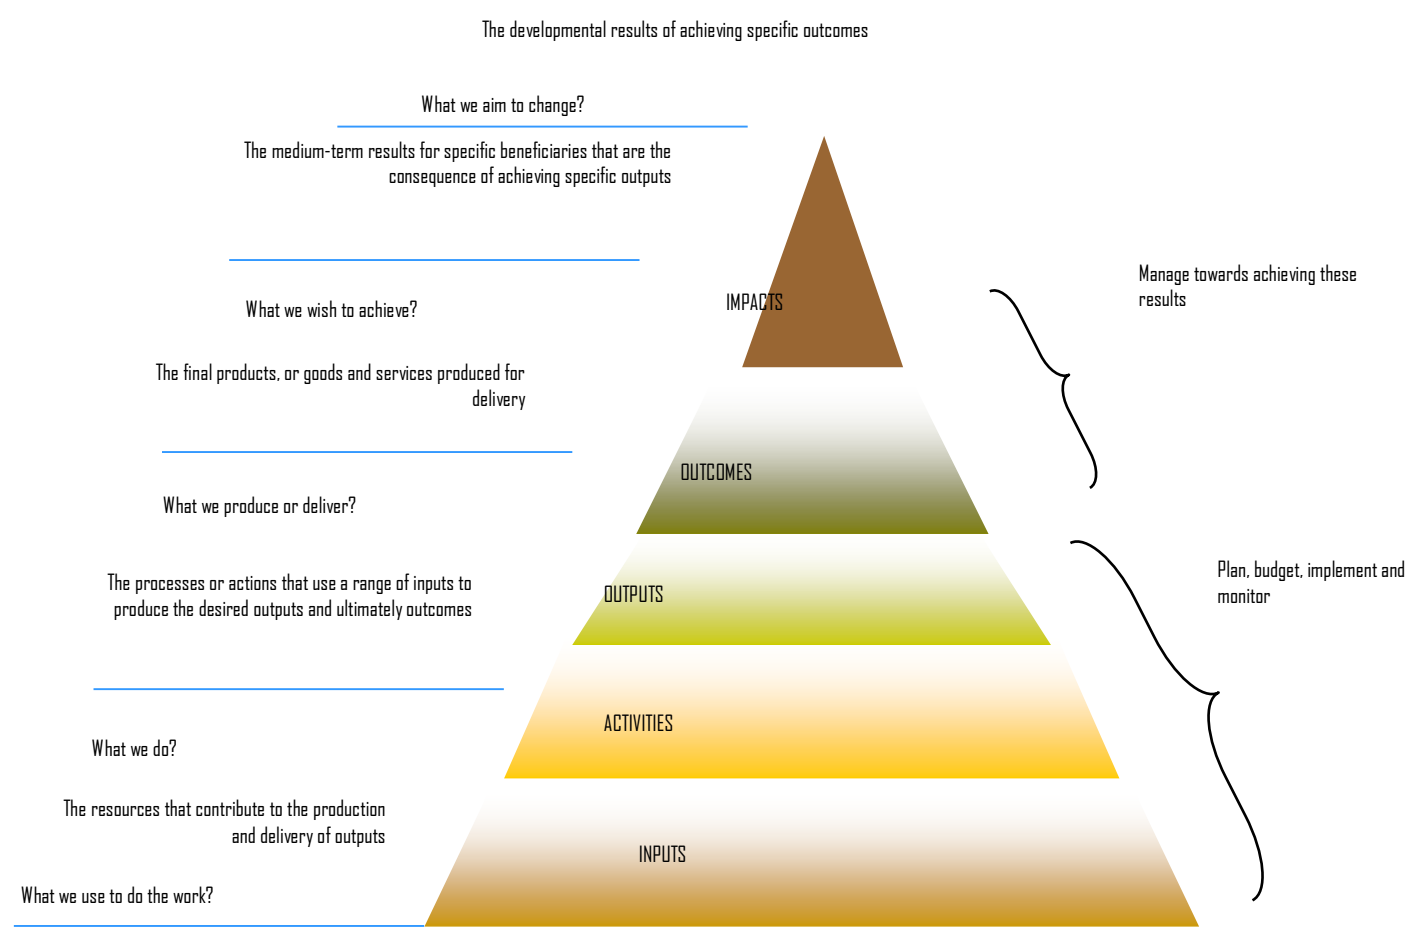 The developmental results of achieving specific outcomes
What we aim to change?
The medium-term results for specific beneficiaries that are the
consequence of achieving specific outputs
Manage towards achieving these
results
IMPACTS
What we wish to achieve?
The final products, or goods and services produced for
delivery
OUTCOMES
What we produce or deliver?
Plan, budget, implement and
monitor
The processes or actions that use a range of inputs to
produce the desired outputs and ultimately outcomes
OUTPUTS
ACTIVITIES
What we do?
The resources that contribute to the production
and delivery of outputs
INPUTS
What we use to do the work?